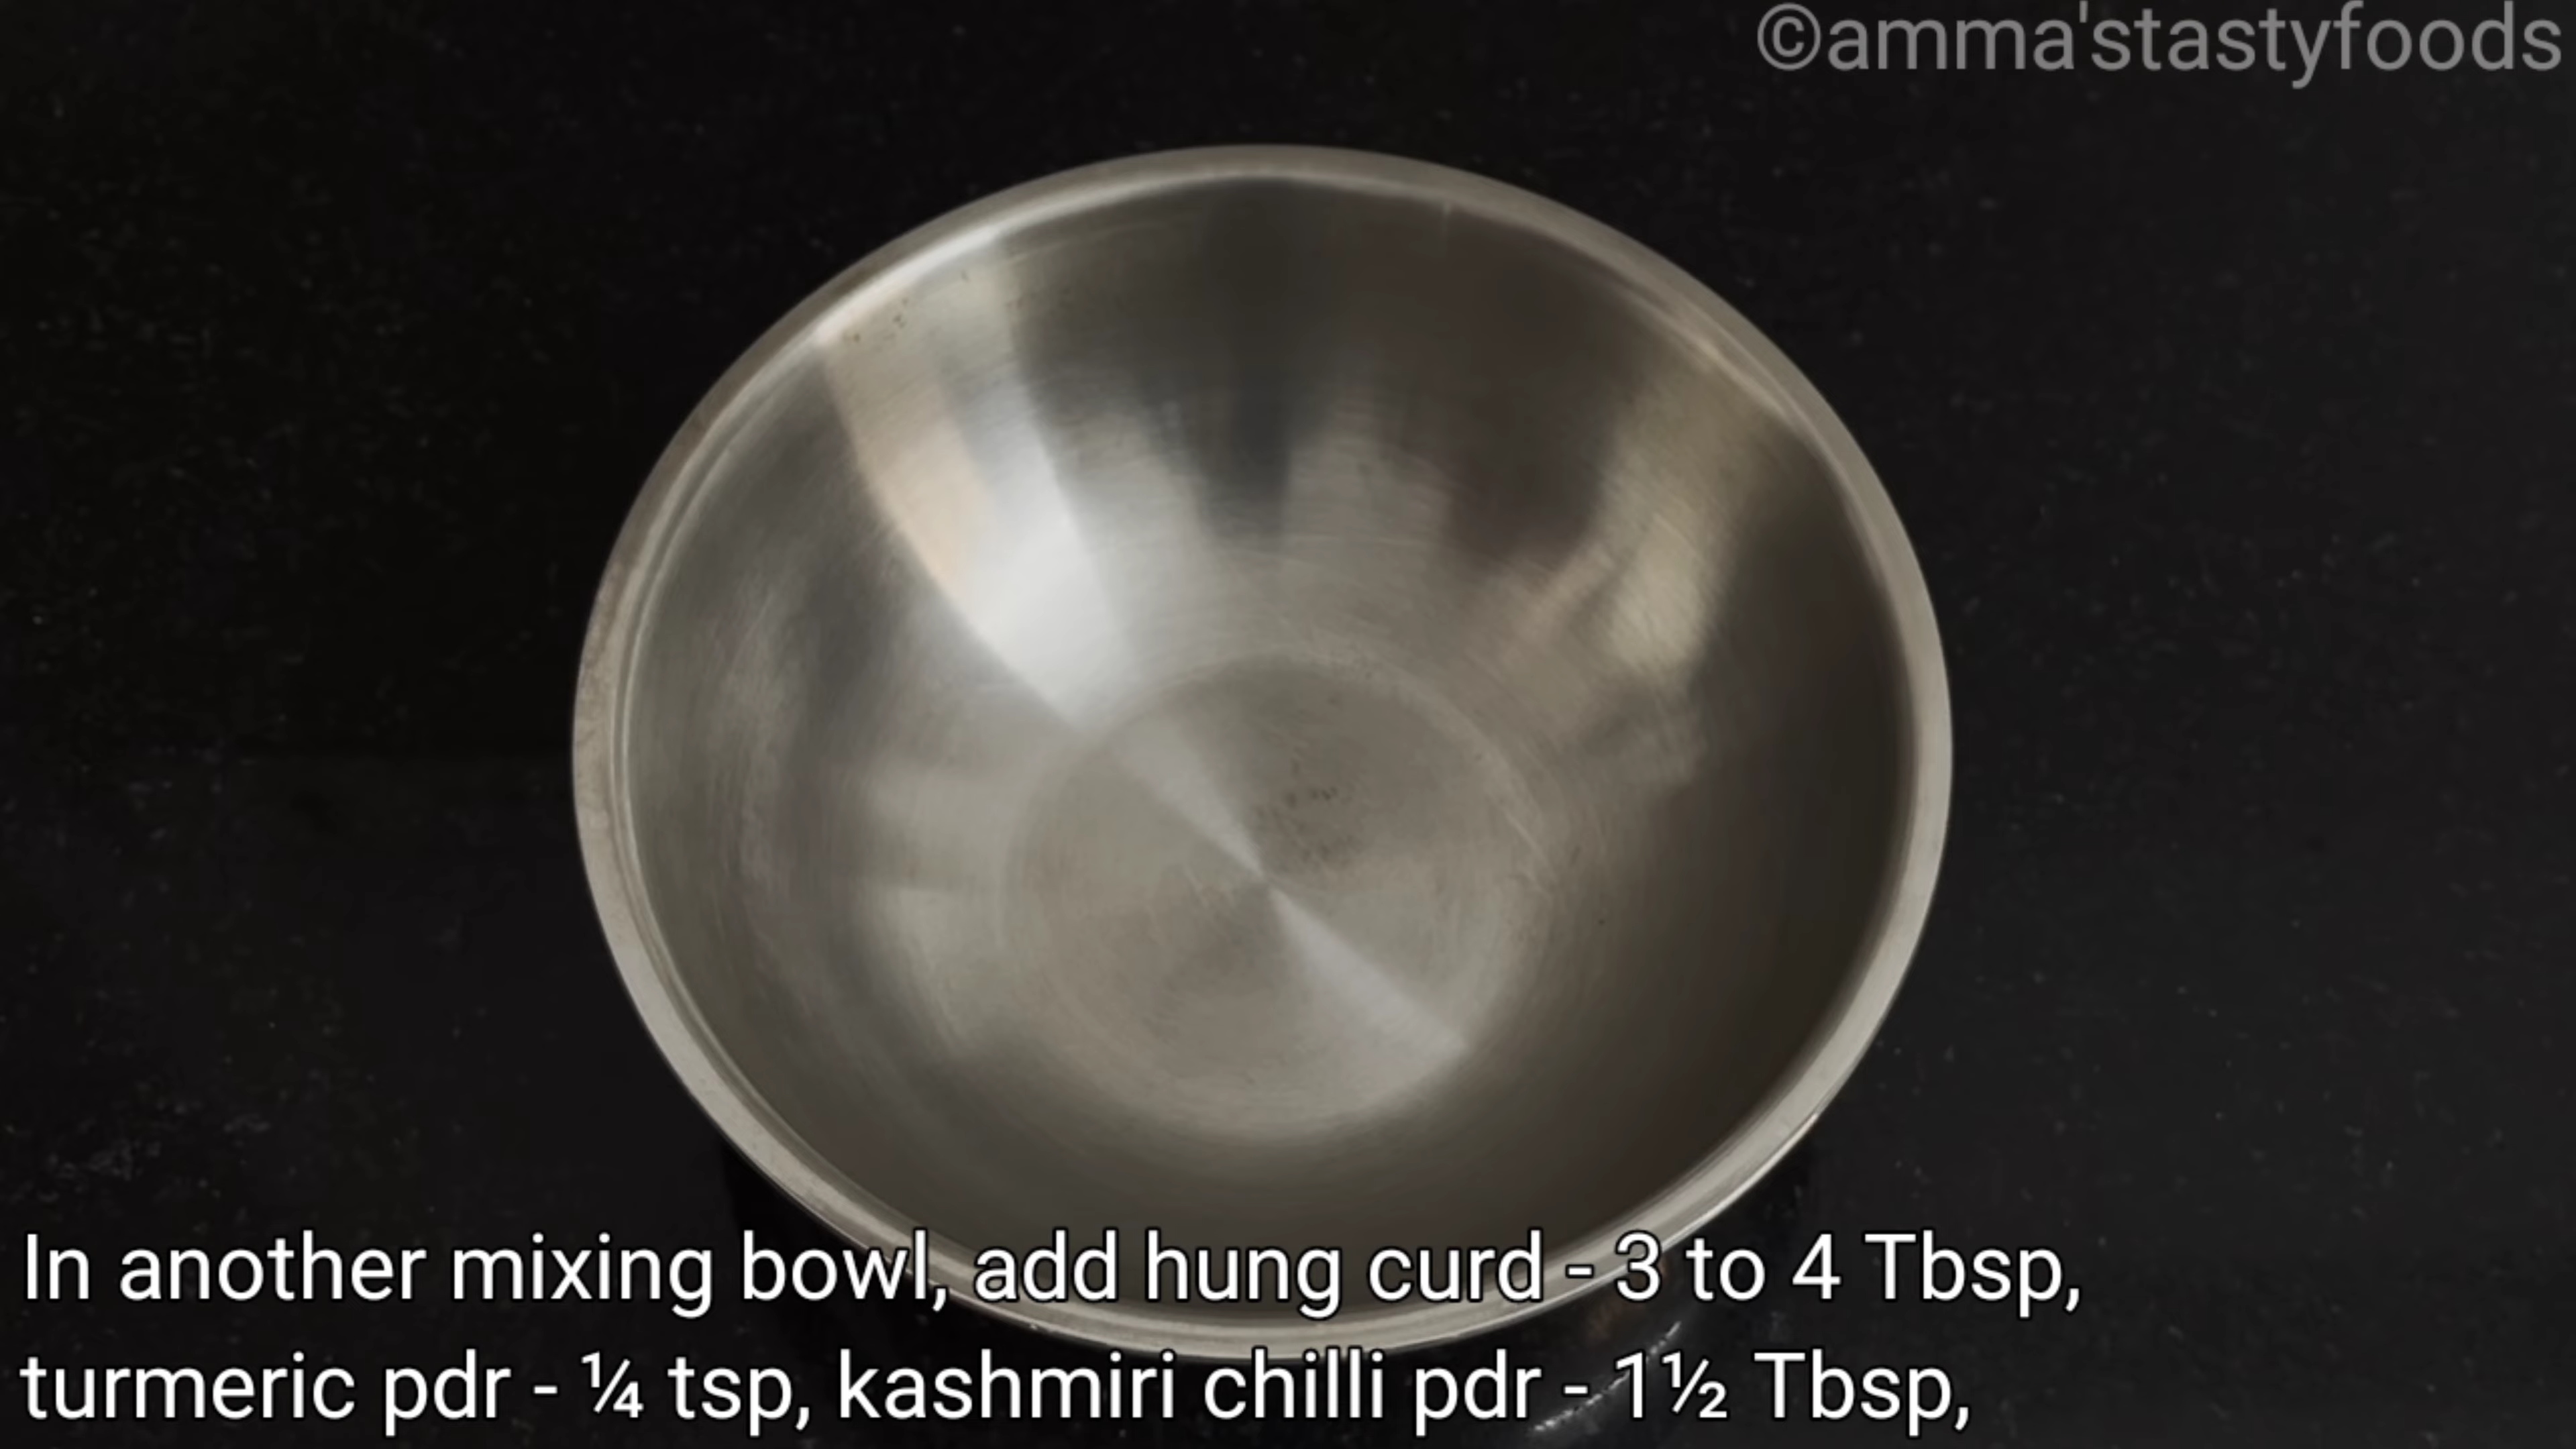 ©amma'stastyfoods
In another mixing bowl, add hung curd - 3 to 4 Tbsp,
turmeric pdr - ¼ tsp, kashmiri chilli pdr - 1½ Tbsp,